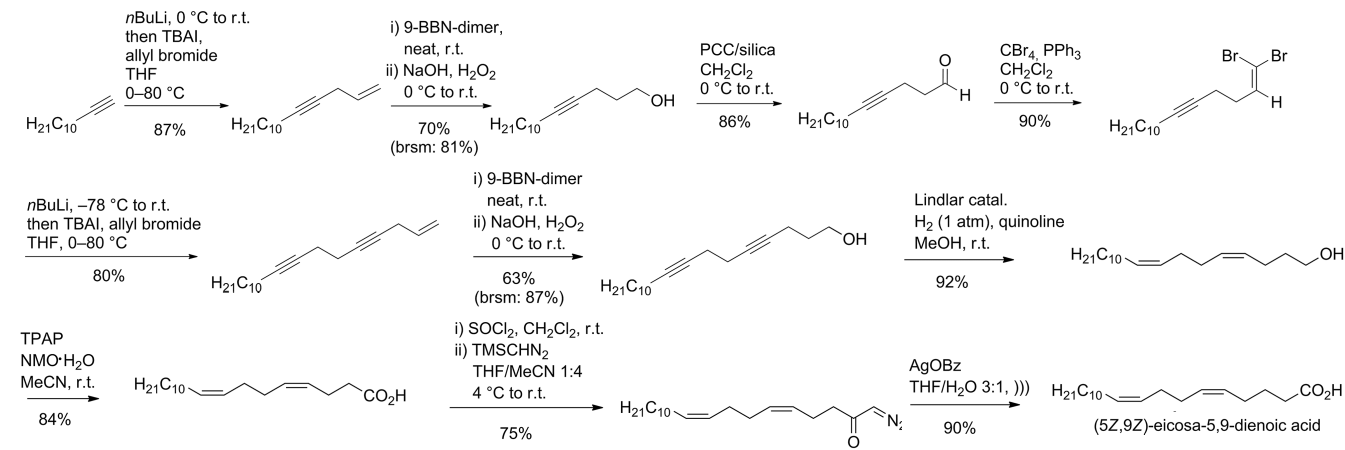 nBuLi, 0 °C to r.t.
then TBAI,
allyl bromide
THF
0–80 °C
87%
i) 9-BBN-dimer,
neat, r.t.
ii) NaOH, H2O2
0 °C to r.t.
70%
(brsm: 81%)
PCC/silica
CH2Cl2
0 °C to r.t.
86%
CBr4, PPh3
CH2Cl2
0 °C to r.t.
90%
H21C10
H21C10
H21C10
OH
H21C10
O
H
H21C10
Br
Br
H
nBuLi, –78 °C to r.t.
then TBAI, allyl bromide
THF, 0–80 °C
80%
H21C10
i) 9-BBN-dimer
neat, r.t.
ii) NaOH, H2O2
0 °C to r.t.
63%
(brsm: 87%)
H21C10
OH
Lindlar catal.
H2 (1 atm), quinoline
MeOH, r.t.
92%
H21C10
OH
TPAP
NMO·H2O
MeCN, r.t.
84%
H21C10
CO2H
i) SOCl2, CH2Cl2, r.t.
ii) TMSCHN2
THF/MeCN 1:4
4 °C to r.t.
75%
H21C10
O
N2
AgOBz
THF/H2O 3:1, )))
90%
H21C10
CO2H
(5Z,9Z)-eicosa-5,9-dienoic acid